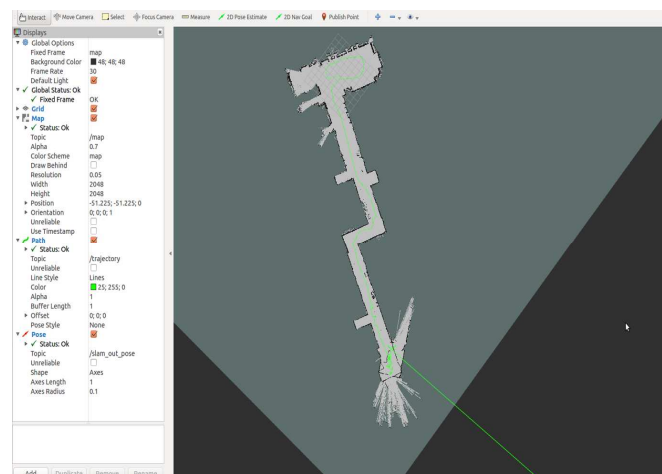 Interact Move Camera Select Focus Camera Measure 2D Pose Estimate 2D Nav Goal Publish Point
Displays
Global Options
Fixed Frame map
Background Color 48; 48; 48
Frame Rate 30
Default Light
Global Status: Ok
Fixed Frame OK
Grid
Map
Status: Ok
Topic /map
Alpha 0.7
Color Scheme map
Draw Behind
Resolution 0.05
Width 2048
Height 2048
Position -51.225; -51.225; 0
Orientation 0; 0; 0; 1
Unreliable
Use Timestamp
Path
Status: Ok
Topic /trajectory
Unreliable
Line Style Lines
Color 25; 255; 0
Alpha 1
Buffer Length 1
Offset 0; 0; 0
Pose Style None
Pose
Status: Ok
Topic /slam_out_pose
Unreliable
Shape Axes
Axes Length 1
Axes Radius 0.1
Add Duplicate Remove Rename